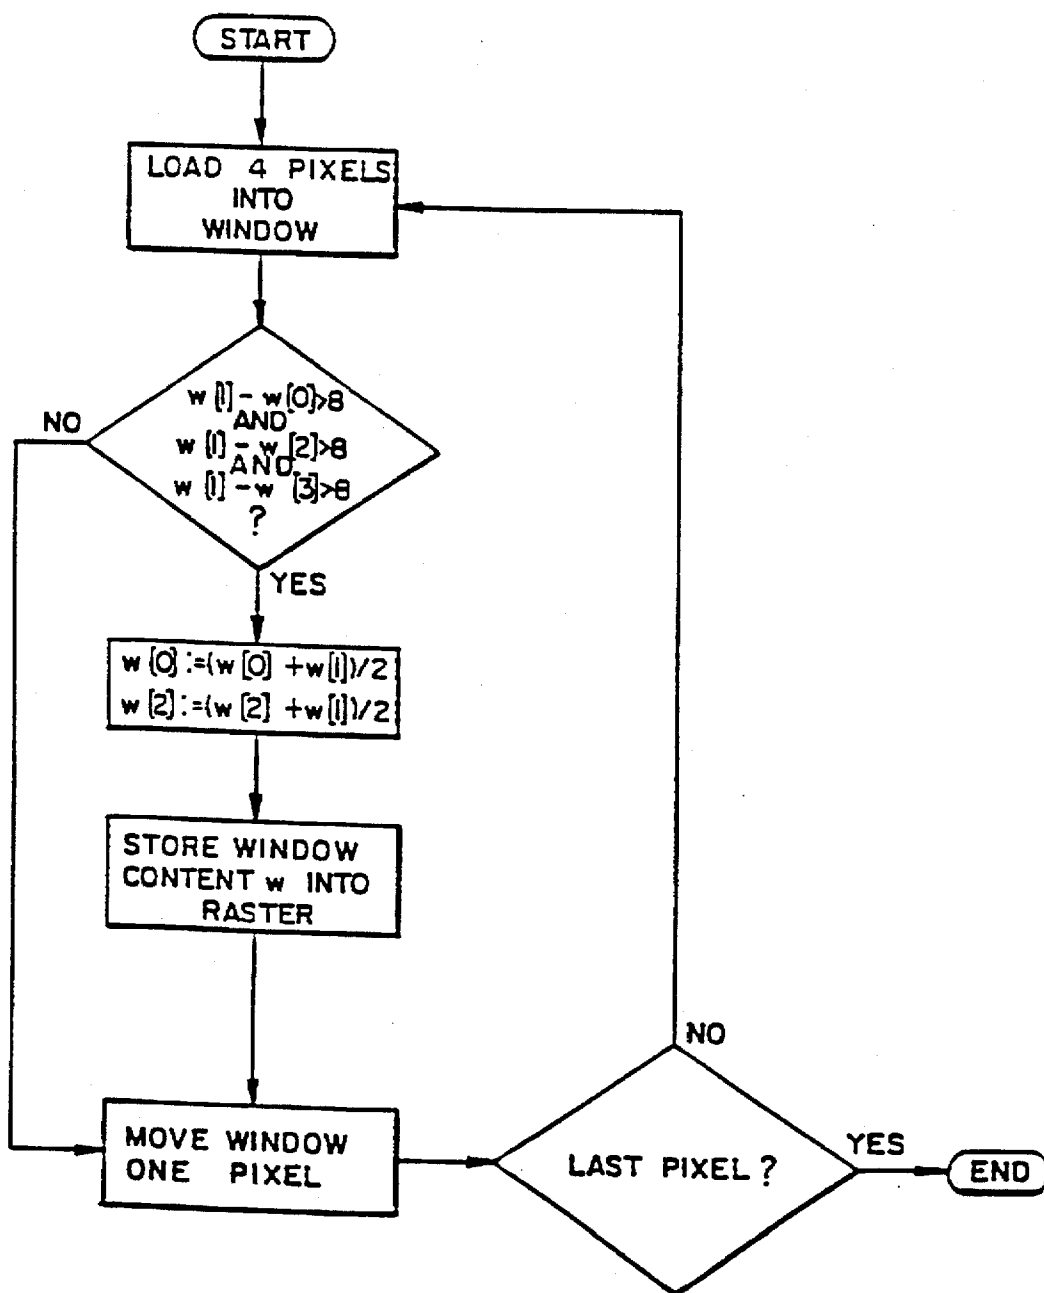 START
LOAD 4 PIXELS
INTO
WINDOW
w[1] - w[0]>8
AND
w[1] - w[2]>8
AND
w[1] - w[3]>8
?
NO
YES
w[0]:=(w[0] +w[1])/2
w[2]:=(w[2] +w[1])/2
STORE WINDOW
CONTENT w INTO
RASTER
MOVE WINDOW
ONE PIXEL
LAST PIXEL ?
NO
YES
END